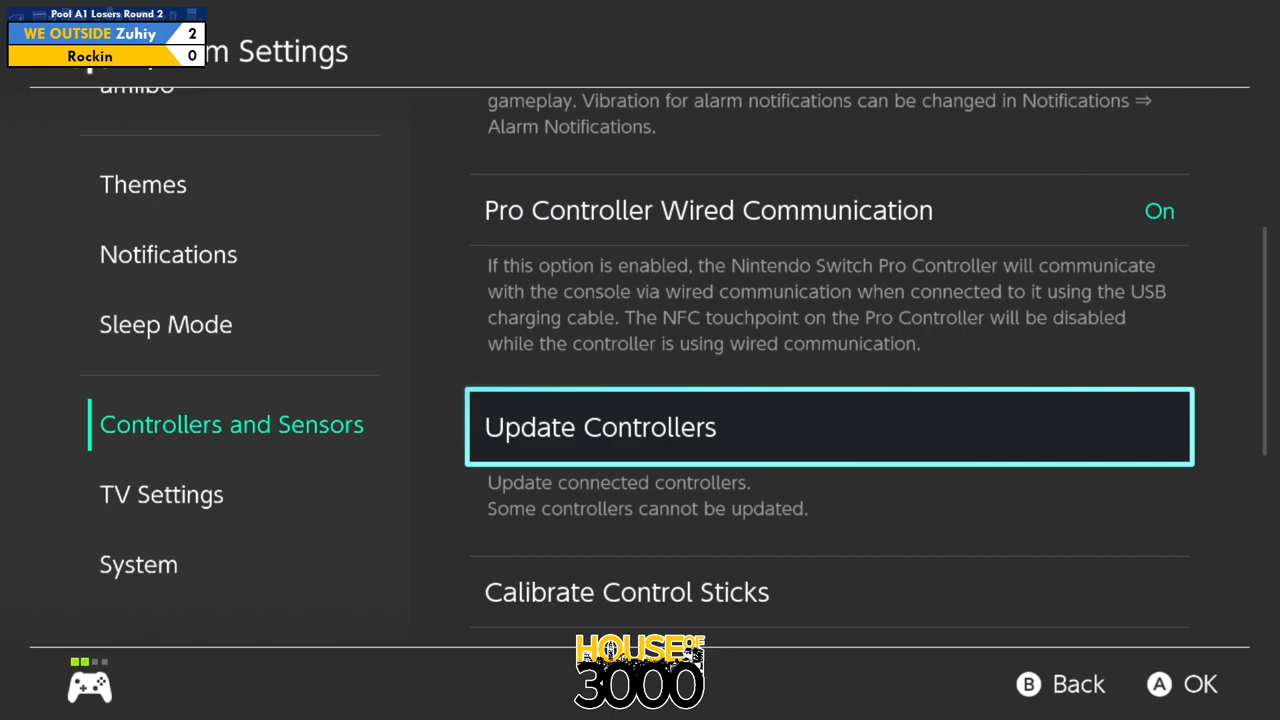 Pool A1 Losers Round 2
WE OUTSIDE Zuhiy 2
Rockin 0
m Settings
amiibo
Themes
Notifications
Sleep Mode
Controllers and Sensors
TV Settings
System
gameplay. Vibration for alarm notifications can be changed in Notifications ⇒
Alarm Notifications.
Pro Controller Wired Communication On
If this option is enabled, the Nintendo Switch Pro Controller will communicate
with the console via wired communication when connected to it using the USB
charging cable. The NFC touchpoint on the Pro Controller will be disabled
while the controller is using wired communication.
Update Controllers
Update connected controllers.
Some controllers cannot be updated.
Calibrate Control Sticks
HOUSE OF
3000
B Back A OK